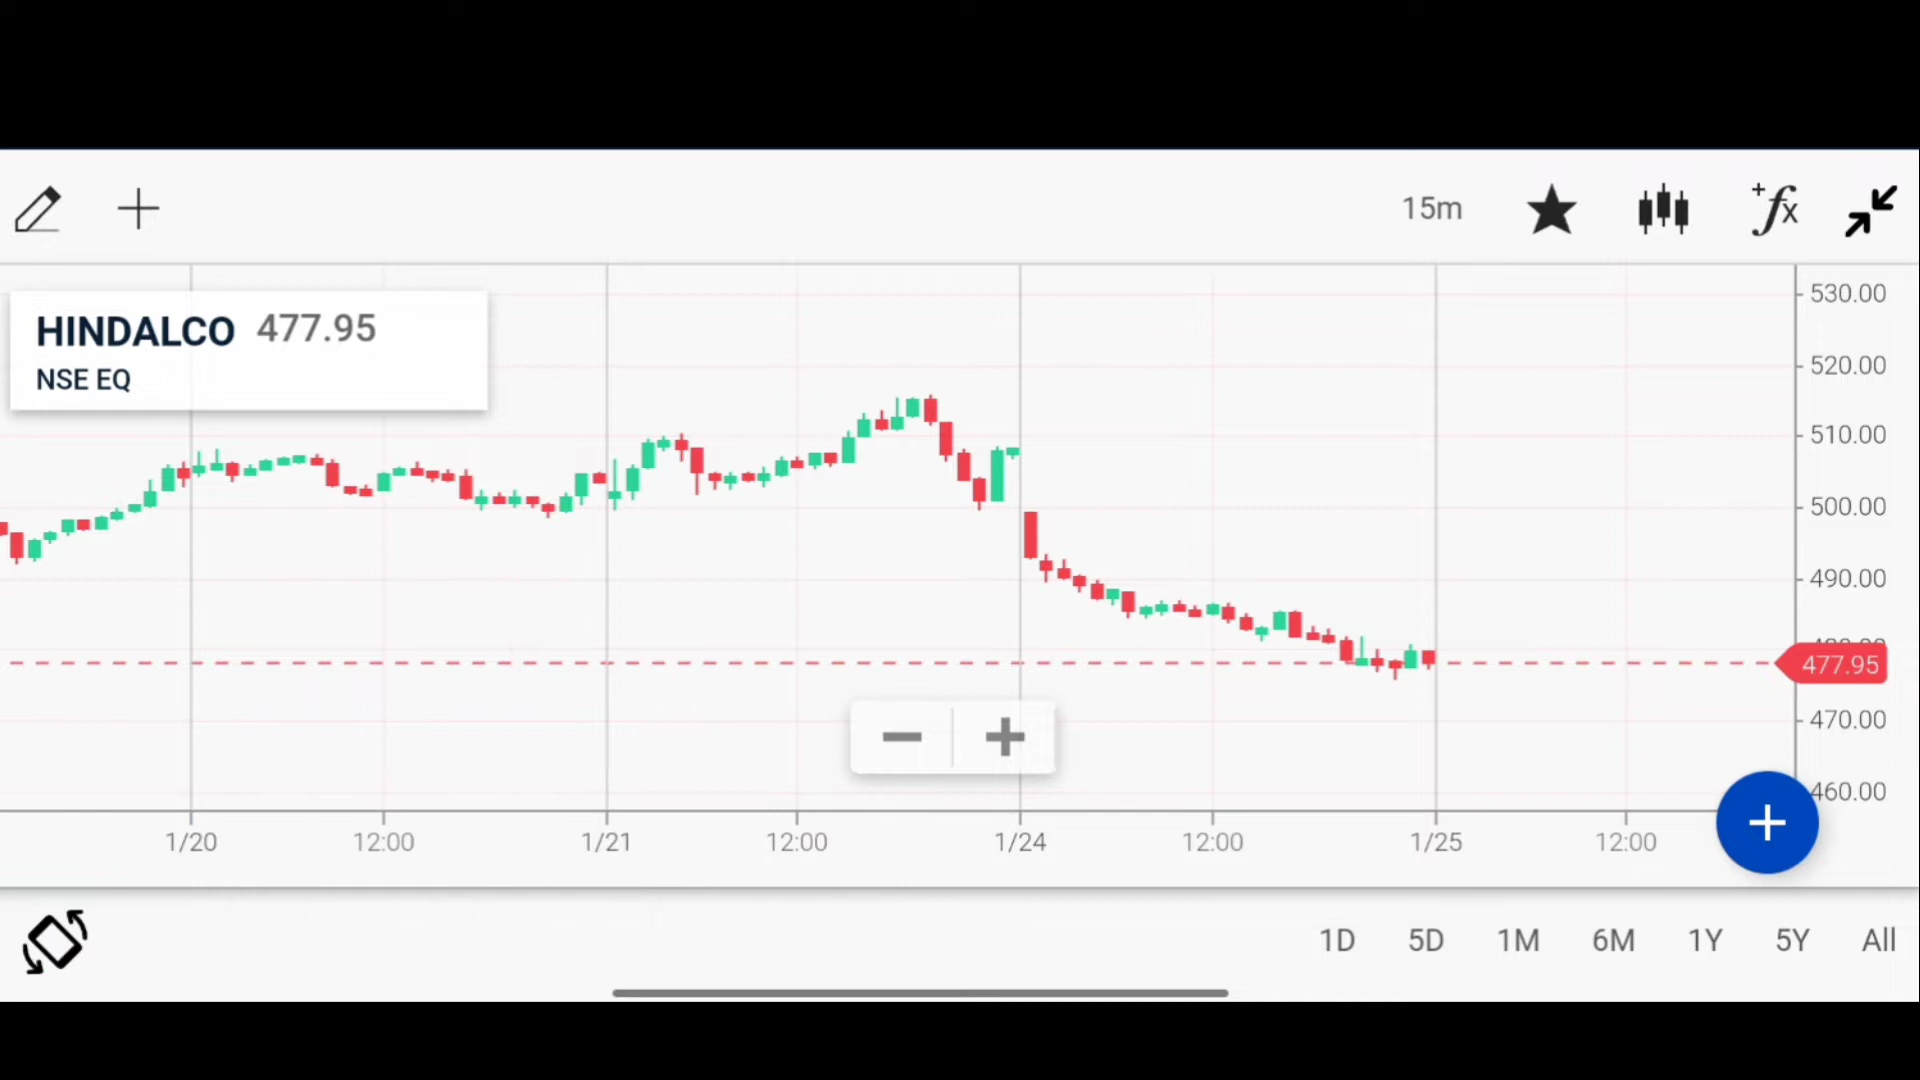 15m
+fx
HINDALCO 477.95
NSE EQ
530.00
520.00
510.00
500.00
490.00
477.95
470.00
460.00
1/20 12:00 1/21 12:00 1/24 12:00 1/25 12:00
1D 5D 1M 6M 1Y 5Y All